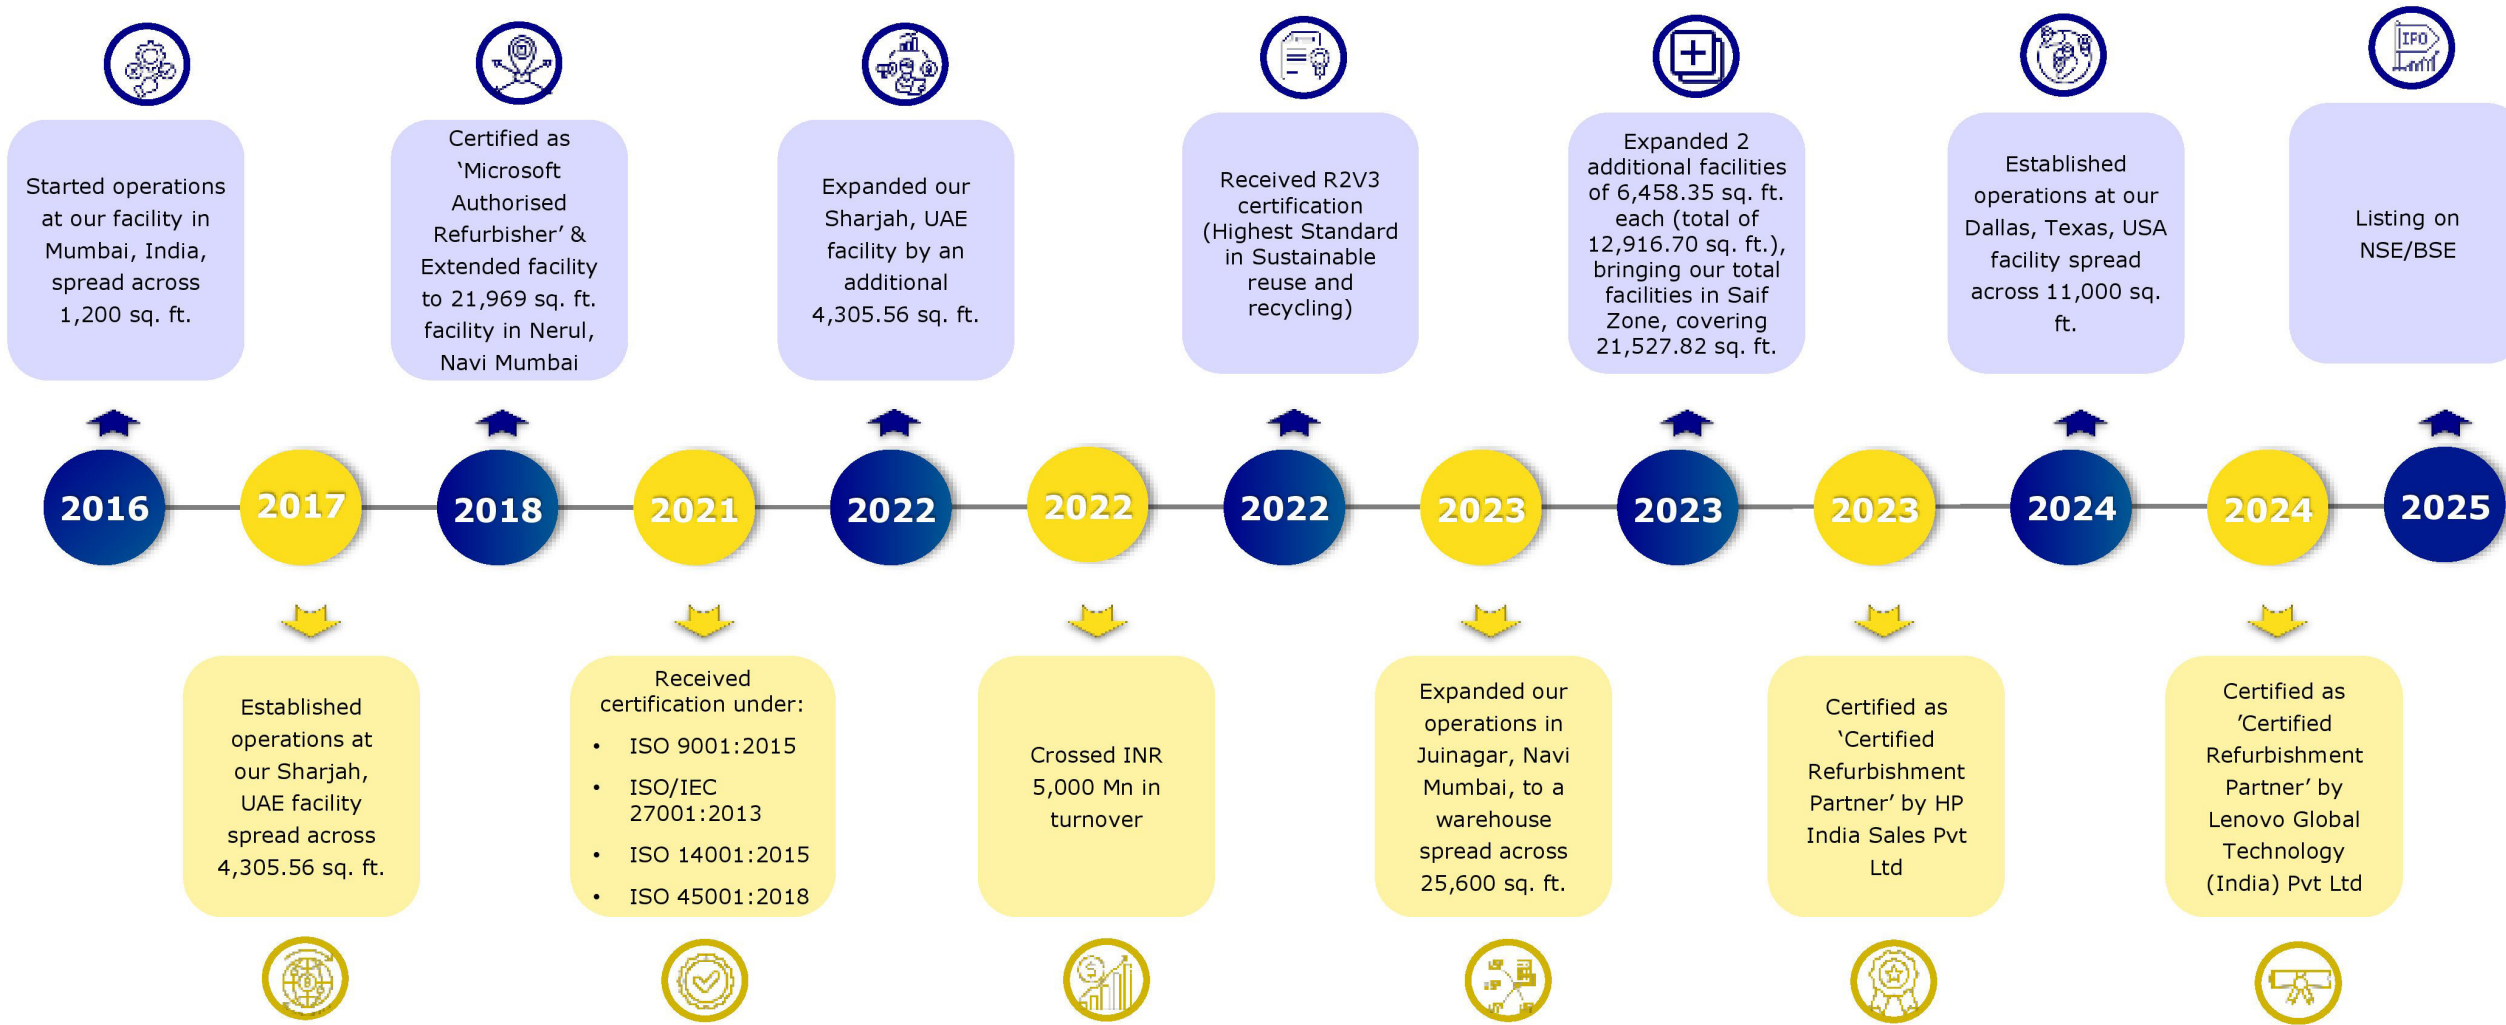 IPO
Started operations
at our facility in
Mumbai, India,
spread across
1,200 sq. ft.
Certified as
‘Microsoft
Authorised
Refurbisher’ &
Extended facility
to 21,969 sq. ft.
facility in Nerul,
Navi Mumbai
Expanded our
Sharjah, UAE
facility by an
additional
4,305.56 sq. ft.
Received R2V3
certification
(Highest Standard
in Sustainable
reuse and
recycling)
Expanded 2
additional facilities
of 6,458.35 sq. ft.
each (total of
12,916.70 sq. ft.),
bringing our total
facilities in Saif
Zone, covering
21,527.82 sq. ft.
Established
operations at our
Dallas, Texas, USA
facility spread
across 11,000 sq.
ft.
Listing on
NSE/BSE
2016
2017
2018
2021
2022
2022
2022
2023
2023
2023
2024
2024
2025
Established
operations at
our Sharjah,
UAE facility
spread across
4,305.56 sq. ft.
Received
certification under:
• ISO 9001:2015
• ISO/IEC
27001:2013
• ISO 14001:2015
• ISO 45001:2018
Crossed INR
5,000 Mn in
turnover
Expanded our
operations in
Juinagar, Navi
Mumbai, to a
warehouse
spread across
25,600 sq. ft.
Certified as
‘Certified
Refurbishment
Partner’ by HP
India Sales Pvt
Ltd
Certified as
’Certified
Refurbishment
Partner’ by
Lenovo Global
Technology
(India) Pvt Ltd